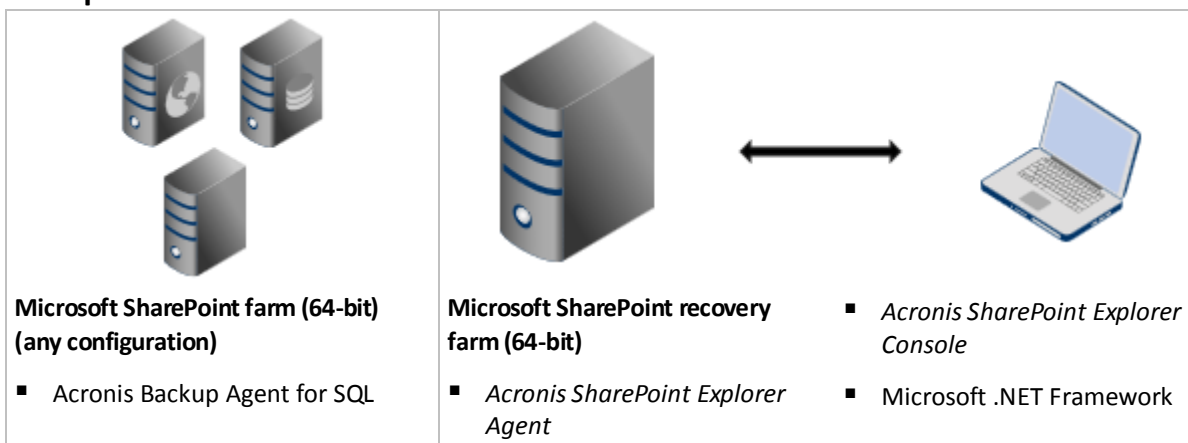 Microsoft SharePoint farm (64-bit)
(any configuration)
■ Acronis Backup Agent for SQL
Microsoft SharePoint recovery
farm (64-bit)
■ Acronis SharePoint Explorer
Agent
■ Acronis SharePoint Explorer
Console
■ Microsoft .NET Framework